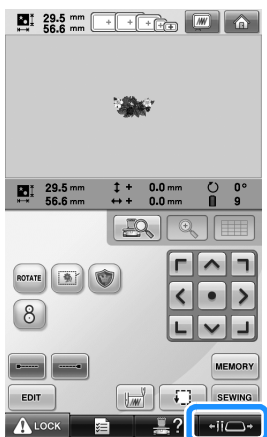 29.5 mm
56.6 mm
29.5 mm + 0.0 mm 0°
56.6 mm + 0.0 mm 9
ROTATE
8
MEMORY
EDIT SEWING
LOCK ?